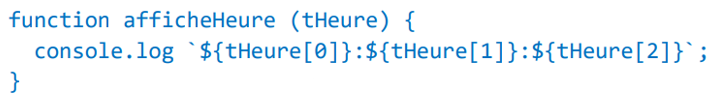 function afficheHeure (tHeure) {
  console.log `${tHeure[0]}:${tHeure[1]}:${tHeure[2]}`;
}